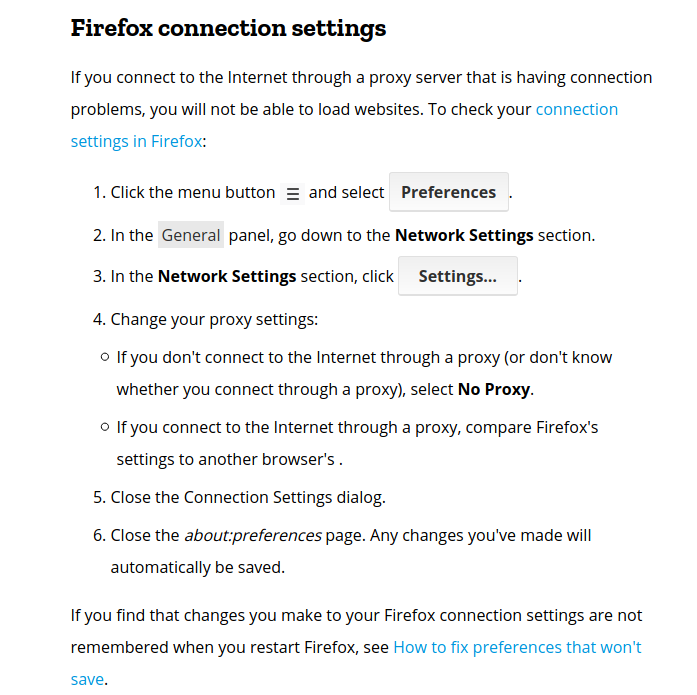 Firefox connection settings
If you connect to the Internet through a proxy server that is having connection
problems, you will not be able to load websites. To check your connection
settings in Firefox:
1. Click the menu button ☰ and select Preferences.
2. In the General panel, go down to the Network Settings section.
3. In the Network Settings section, click Settings... .
4. Change your proxy settings:
○ If you don't connect to the Internet through a proxy (or don't know
whether you connect through a proxy), select No Proxy.
○ If you connect to the Internet through a proxy, compare Firefox's
settings to another browser's .
5. Close the Connection Settings dialog.
6. Close the about:preferences page. Any changes you've made will
automatically be saved.
If you find that changes you make to your Firefox connection settings are not
remembered when you restart Firefox, see How to fix preferences that won't
save.